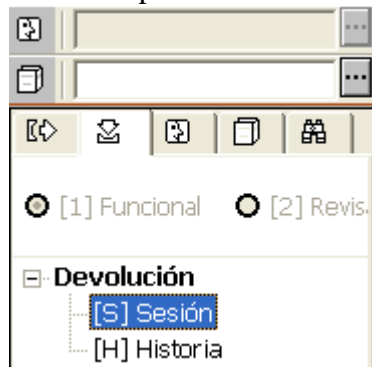 [1] Funcional [2] Revis
Devolución
[S] Sesión
[H] Historia